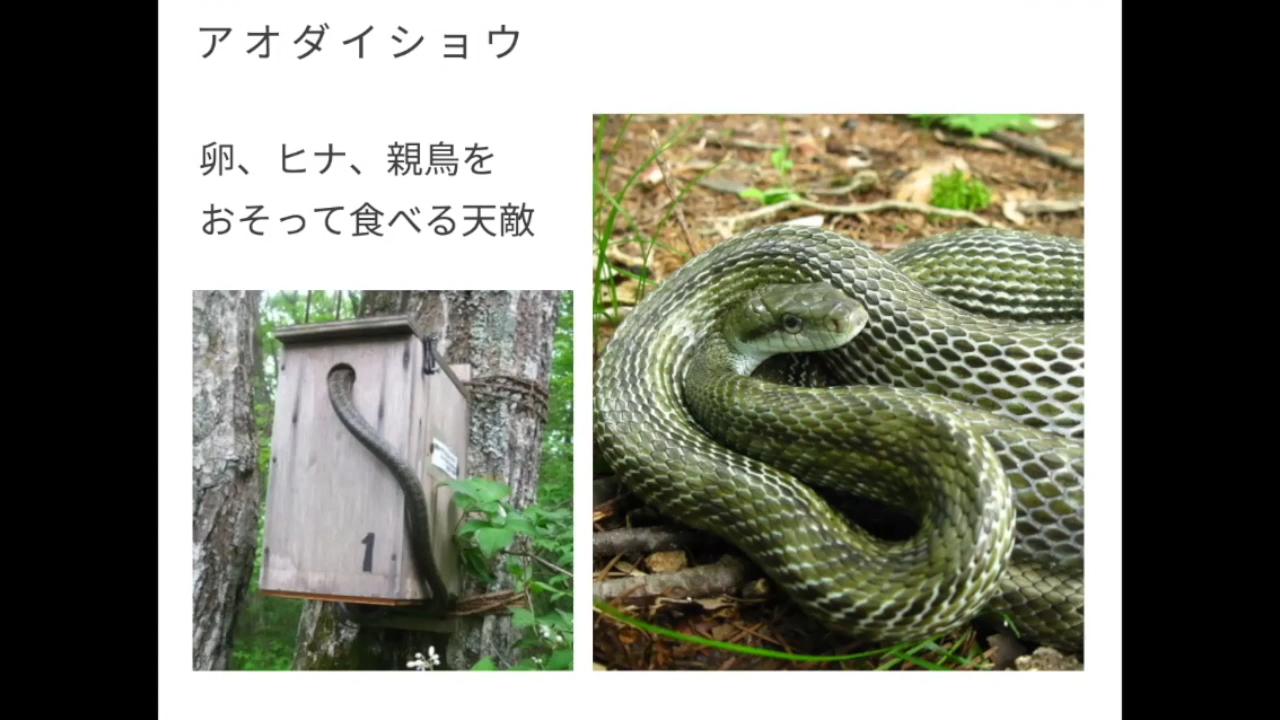 アオダイショウ
卵、ヒナ、親鳥を
おそって食べる天敵
1